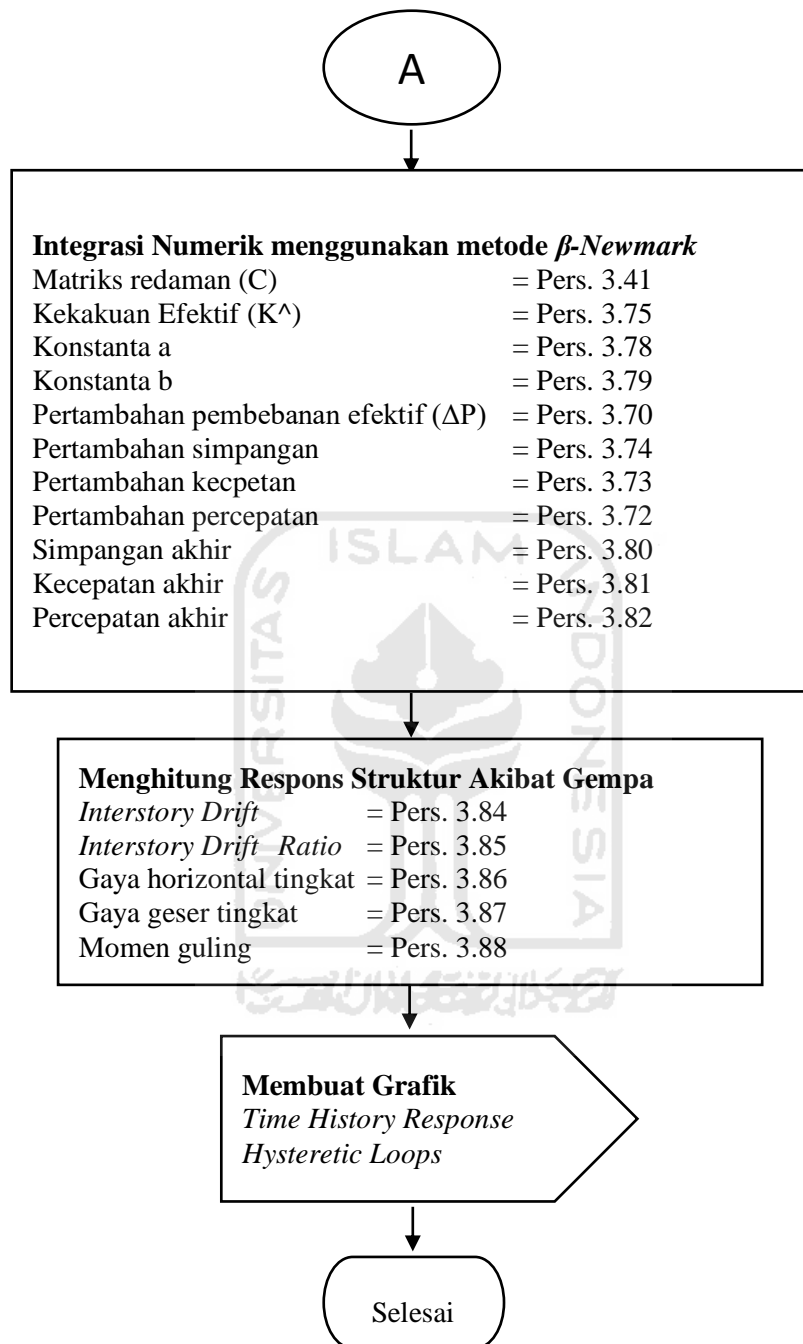 A
Integrasi Numerik menggunakan metode β-Newmark
Matriks redaman (C) = Pers. 3.41
Kekakuan Efektif (K^) = Pers. 3.75
Konstanta a = Pers. 3.78
Konstanta b = Pers. 3.79
Pertambahan pembebanan efektif (ΔP) = Pers. 3.70
Pertambahan simpangan = Pers. 3.74
Pertambahan kecpetan = Pers. 3.73
Pertambahan percepatan = Pers. 3.72
Simpangan akhir = Pers. 3.80
Kecepatan akhir = Pers. 3.81
Percepatan akhir = Pers. 3.82
ISLAM
UNIVERSITAS
INDONESIA
Menghitung Respons Struktur Akibat Gempa
Interstory Drift = Pers. 3.84
Interstory Drift Ratio = Pers. 3.85
Gaya horizontal tingkat = Pers. 3.86
Gaya geser tingkat = Pers. 3.87
Momen guling = Pers. 3.88
Membuat Grafik
Time History Response
Hysteretic Loops
Selesai